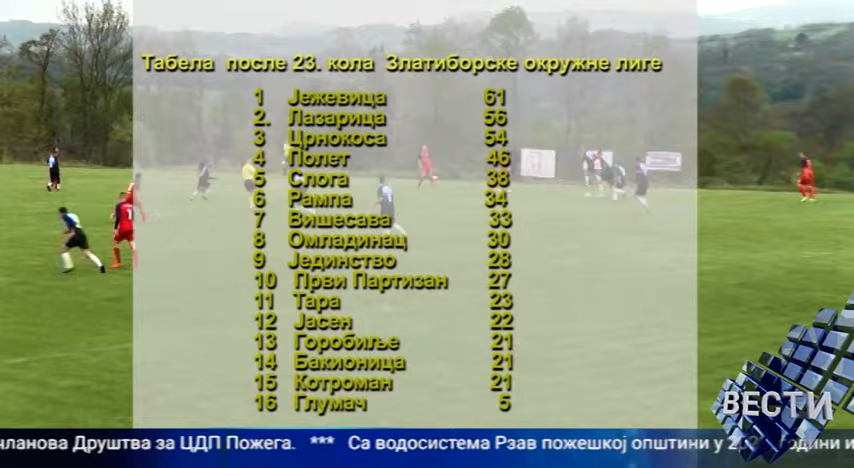 Табела после 23. кола Златиборске окружне лиге
1 Јежевица 61
2. Лазарица 56
3 Црнокоса 54
4 Полет 46
5 Слога 38
6 Рампа 34
7 Вишесава 33
8 Омладинац 30
9 Јединство 28
10 Први Партизан 27
11 Тара 23
12 Јасен 22
13 Горобиље 21
14 Бакионица 21
15 Котроман 21
16 Глумач 5
ВЕСТИ
чланова Друштва за ЦДП Пожега. *** Са водосистема Рзав пожешкој општини у години и